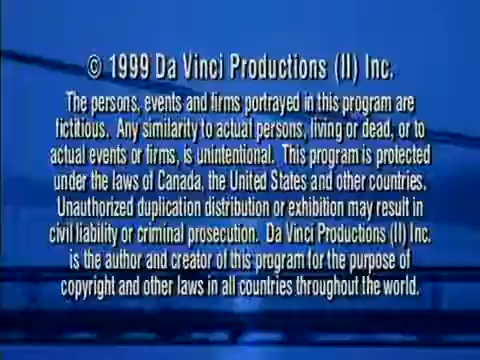 © 1999 Da Vinci Productions (II) Inc.
The persons, events and firms portrayed in this program are
fictitious. Any similarity to actual persons, living or dead, or to
actual events or firms, is unintentional. This program is protected
under the laws of Canada, the United States and other countries.
Unauthorized duplication distribution or exhibition may result in
civil liability or criminal prosecution. Da Vinci Productions (II) Inc.
is the author and creator of this program for the purpose of
copyright and other laws in all countries throughout the world.